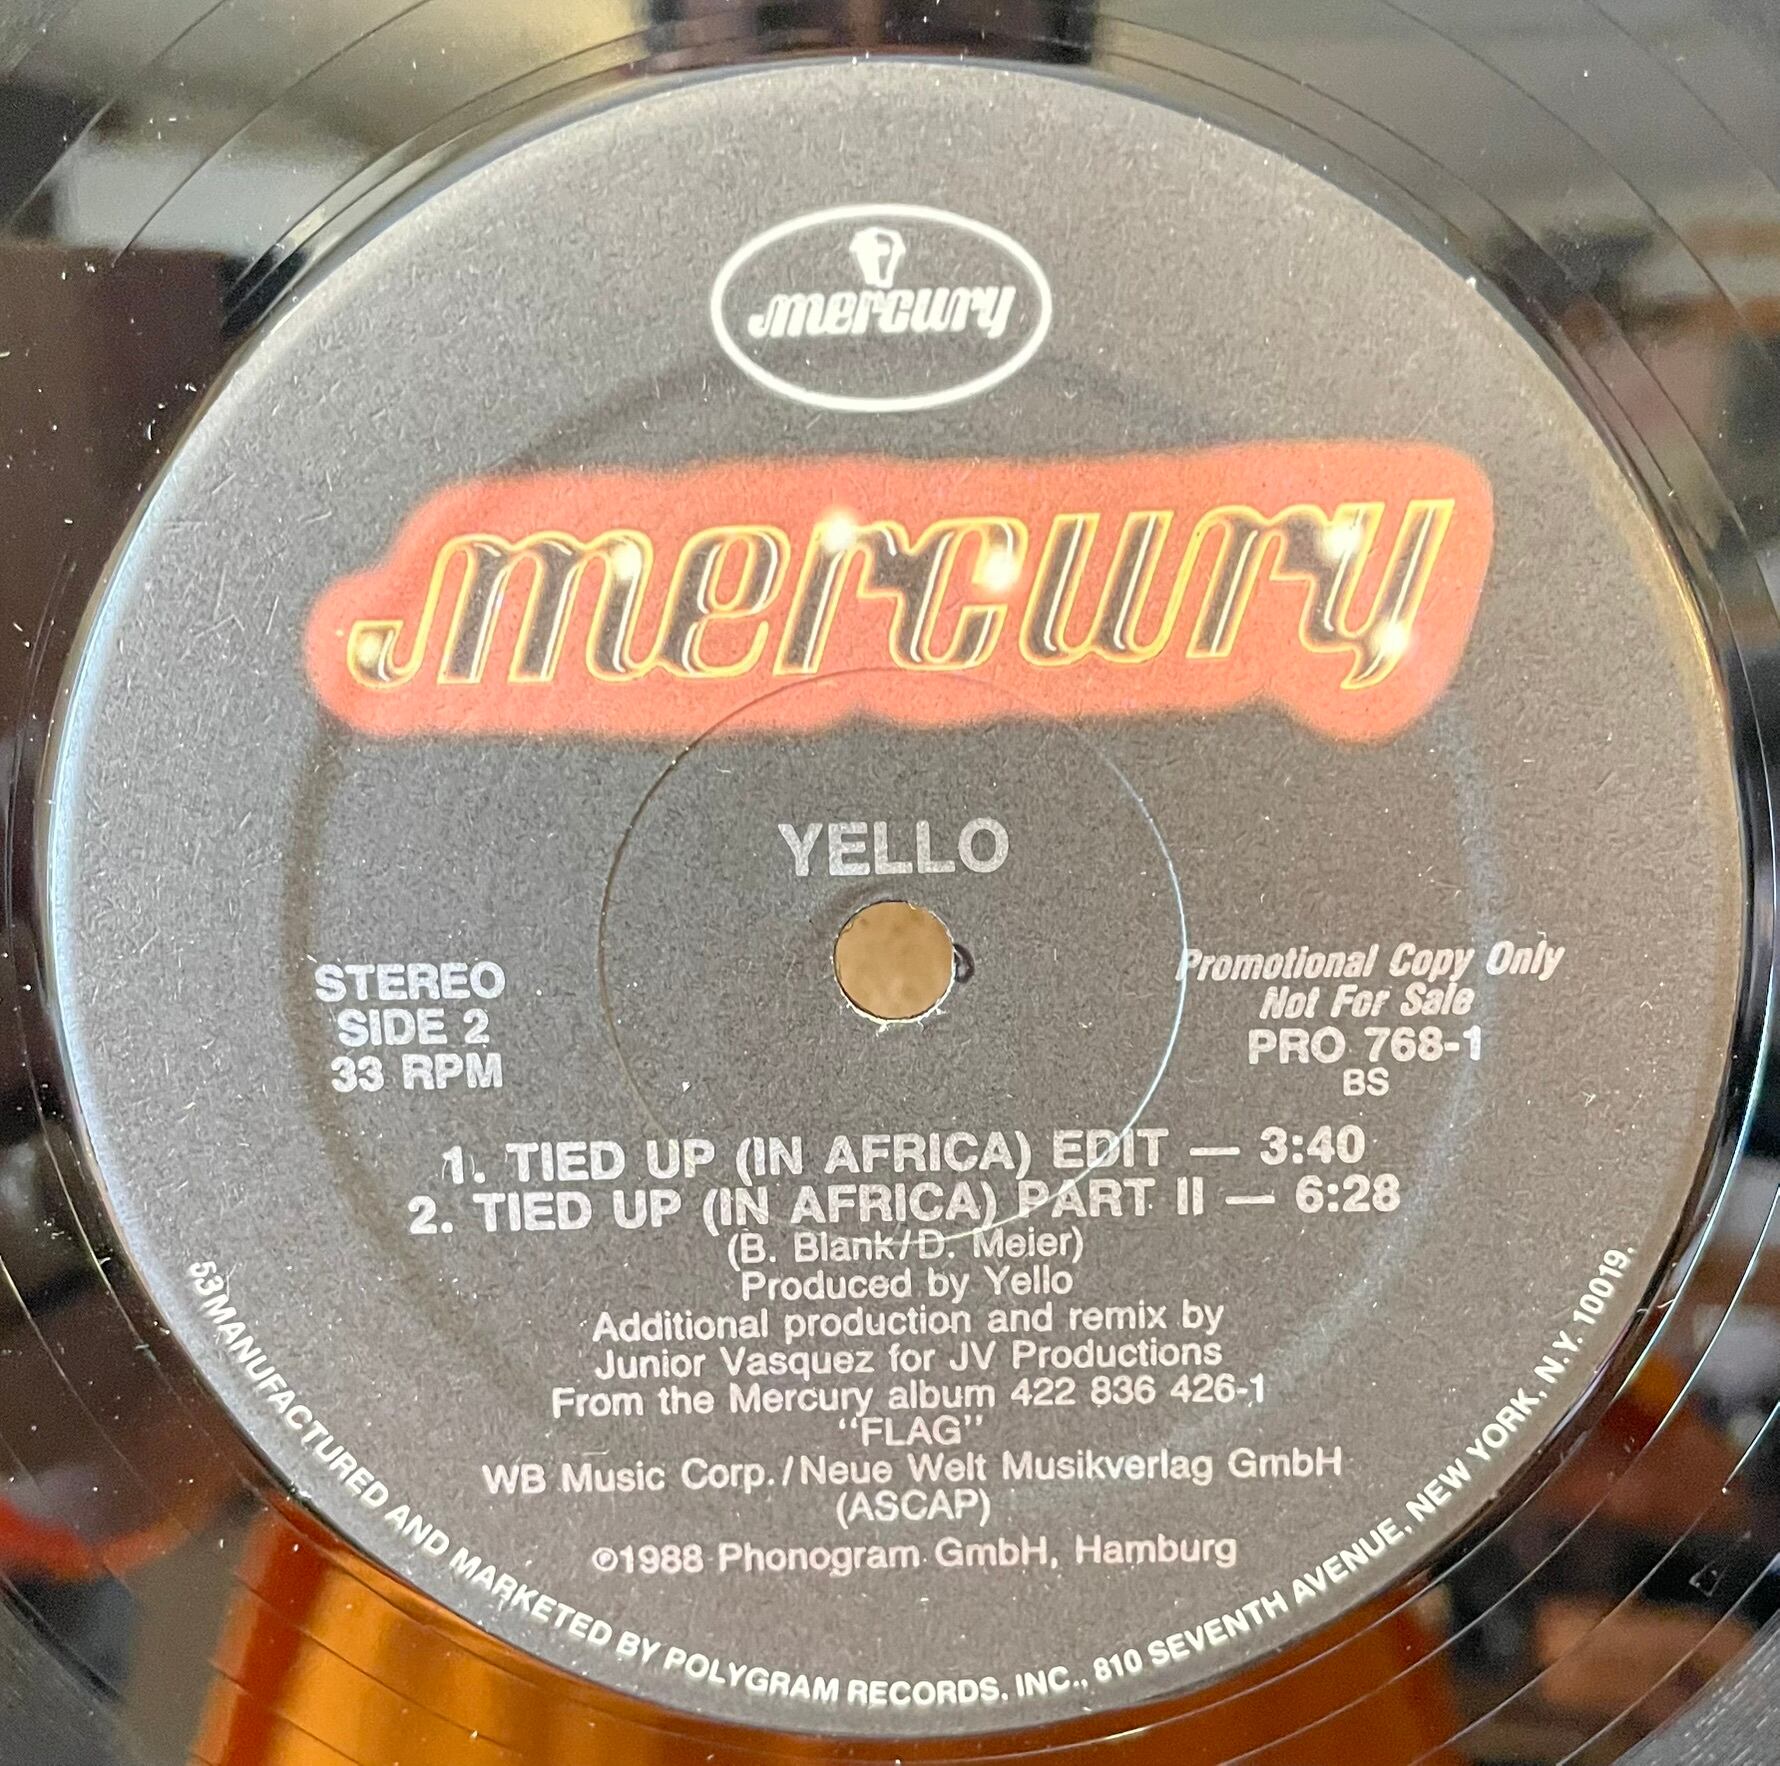 mercury
mercury
YELLO
STEREO
SIDE 2
33 RPM
Promotional Copy Only
Not For Sale
PRO 768-1
BS
1. TIED UP (IN AFRICA) EDIT — 3:40
2. TIED UP (IN AFRICA) PART II — 6:28
(B. Blank/D. Meier)
Produced by Yello
Additional production and remix by
Junior Vasquez for JV Productions
From the Mercury album 422 836 426-1
“FLAG”
WB Music Corp./Neue Welt Musikverlag GmbH
(ASCAP)
℗1988 Phonogram GmbH, Hamburg
53 MANUFACTURED AND MARKETED BY POLYGRAM RECORDS, INC., 810 SEVENTH AVENUE, NEW YORK, N.Y. 10019.